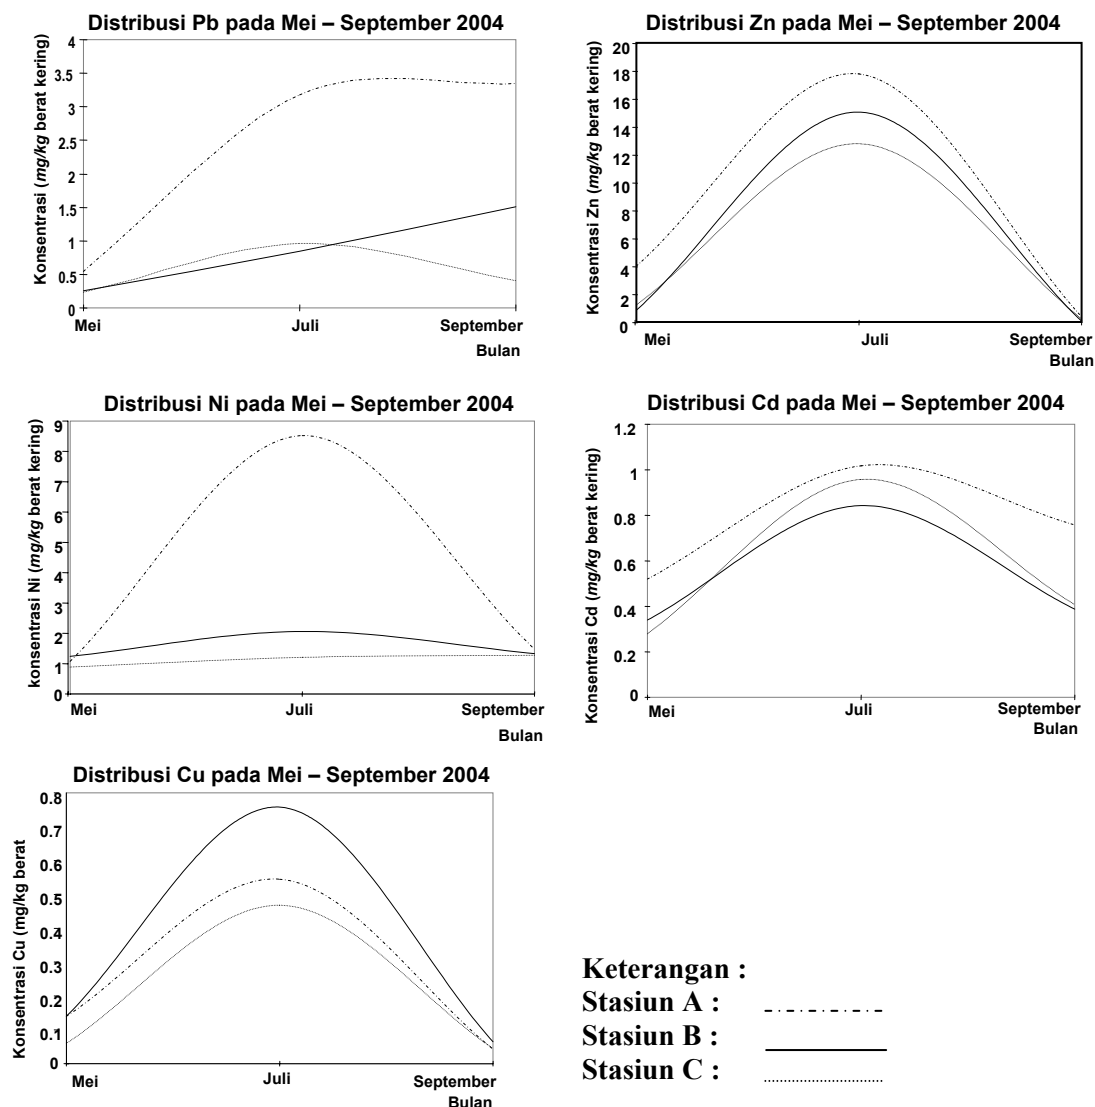 Distribusi Pb pada Mei – September 2004
Konsentrasi (mg/kg berat kering)
4
3.5
3
2.5
2
1.5
1
0.5
0
Mei
Juli
September
Bulan
Distribusi Zn pada Mei – September 2004
Konsentrasi Zn (mg/kg berat kering)
20
18
16
14
12
10
8
6
4
2
0
Mei
Juli
September
Bulan
Distribusi Ni pada Mei – September 2004
konsentrasi Ni (mg/kg berat kering)
9
8
7
6
5
4
3
2
1
0
Mei
Juli
September
Bulan
Distribusi Cd pada Mei – September 2004
Konsentrasi Cd (mg/kg berat kering)
1.2
1
0.8
0.6
0.4
0.2
0
Mei
Juli
September
Bulan
Distribusi Cu pada Mei – September 2004
Konsentrasi Cu (mg/kg berat
0.8
0.7
0.6
0.5
0.4
0.3
0.2
0.1
0
Mei
Juli
September
Bulan
Keterangan :
Stasiun A :
Stasiun B :
Stasiun C :